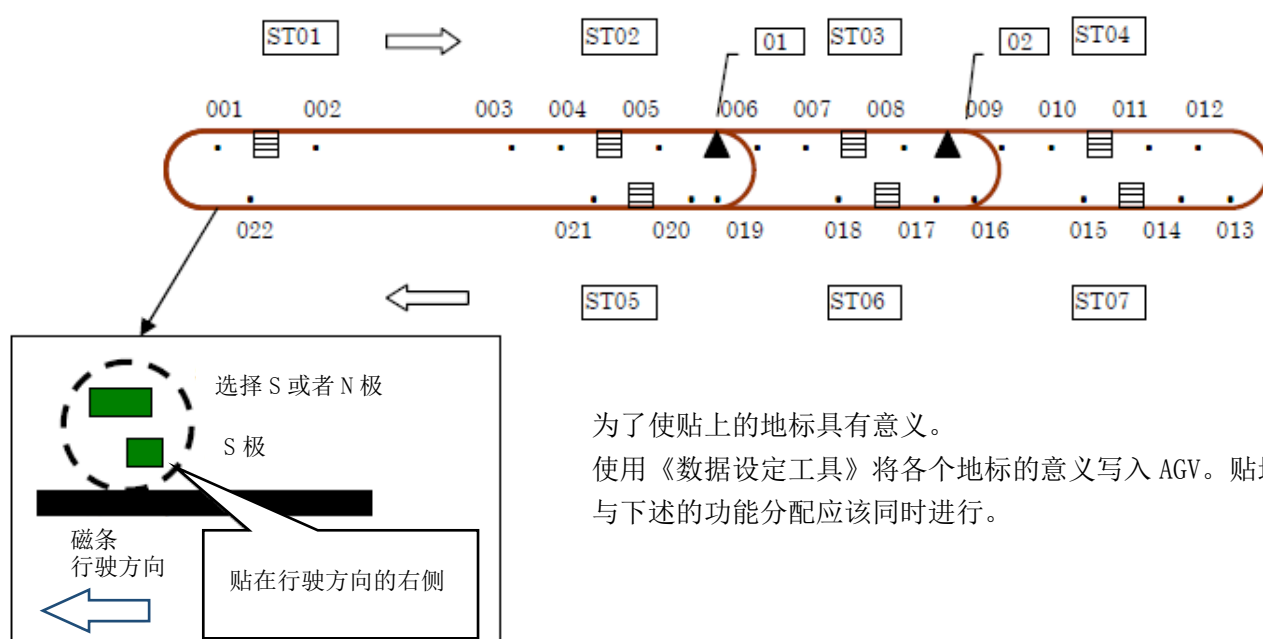 ST01 ST02 01 ST03 02 ST04
001 002 003 004 005 006 007 008 009 010 011 012
022 021 020 019 018 017 016 015 014 013
ST05 ST06 ST07
选择 S 或者 N 极
S 极
磁条
行驶方向
贴在行驶方向的右侧
为了使贴上的地标具有意义。
使用《数据设定工具》将各个地标的意义写入 AGV。贴
与下述的功能分配应该同时进行。